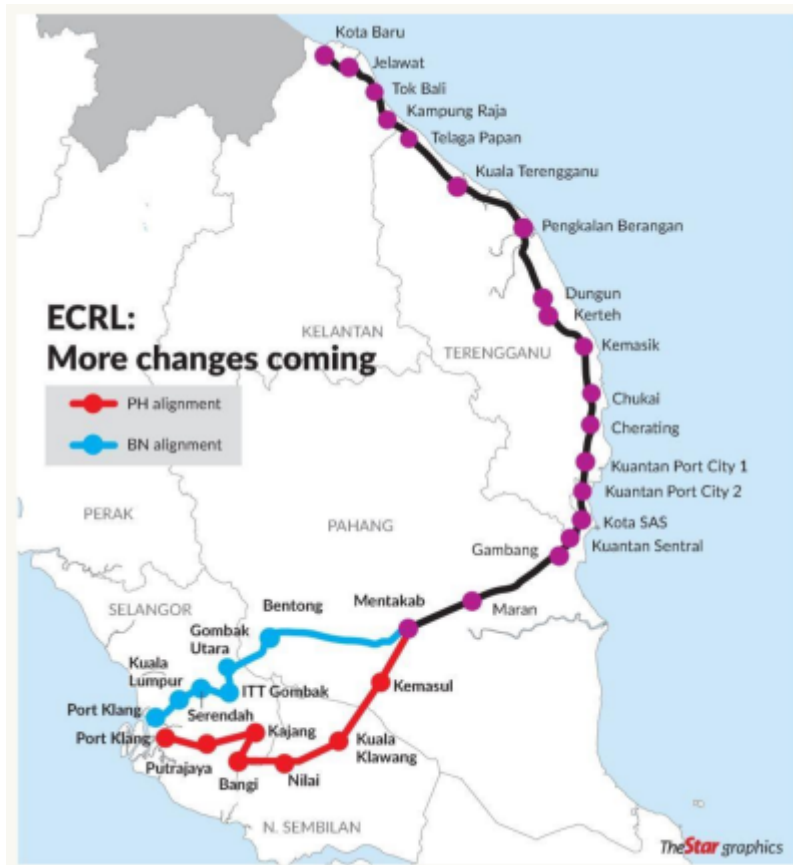 Kota Baru
Jelawat
Tok Bali
Kampung Raja
Telaga Papan
Kuala Terengganu
Pengkalan Berangan
Dungun
Kerteh
ECRL:
More changes coming
KELANTAN
TERENGGANU
Kemasik
PH alignment
Chukai
BN alignment
Cherating
Kuantan Port City 1
Kuantan Port City 2
PERAK
PAHANG
Kota SAS
Gambang
Kuantan Sentral
SELANGOR
Bentong
Mentakab
Maran
Gombak
Utara
Kuala
Lumpur
ITT Gombak
Kemasul
Port Klang
Serendah
Port Klang
Kajang
Kuala
Klawang
Putrajaya
Bangi
Nilai
N. SEMBILAN
TheStar graphics